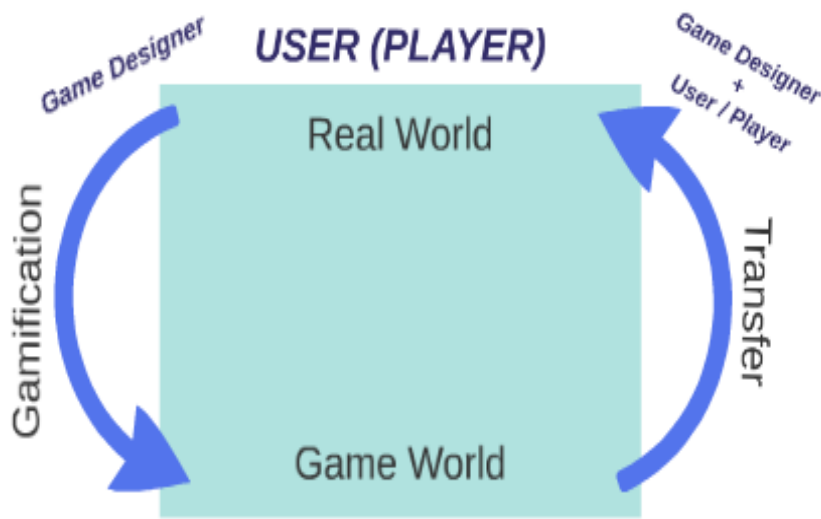 Game Designer
USER (PLAYER)
Game Designer
+
User / Player
Real World
Gamification
Transfer
Game World